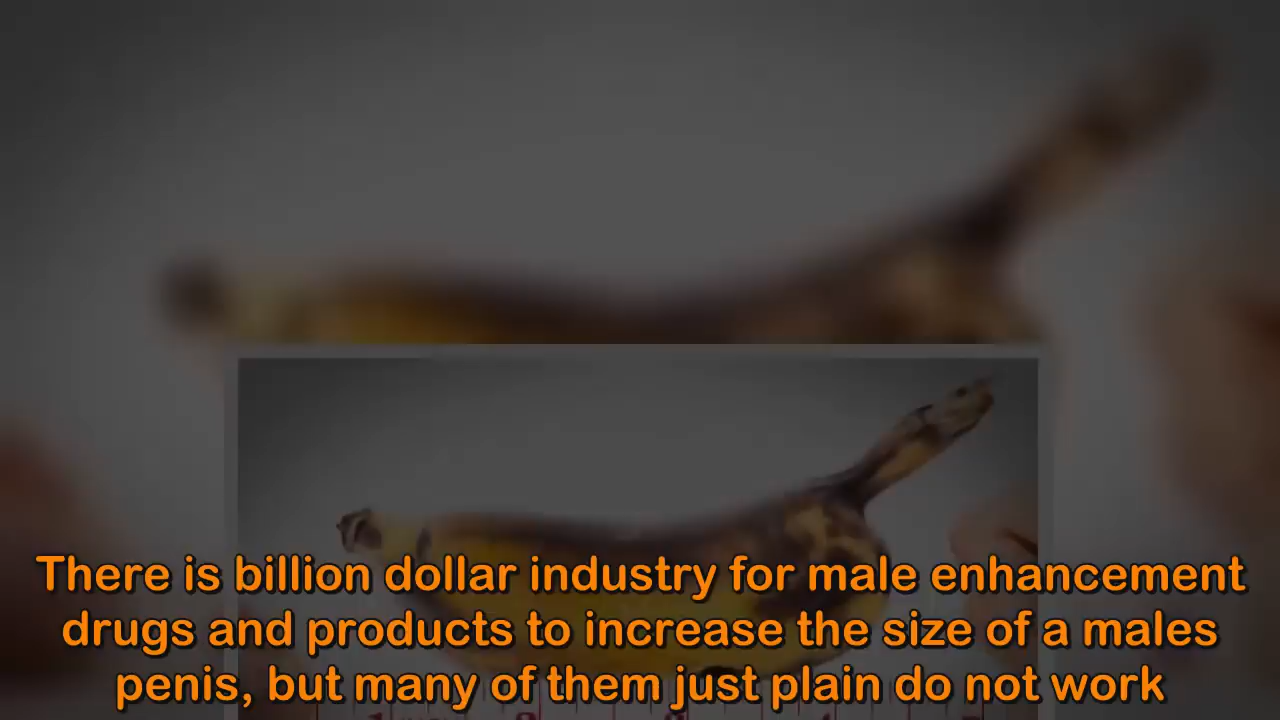 There is billion dollar industry for male enhancement
drugs and products to increase the size of a males
penis, but many of them just plain do not work